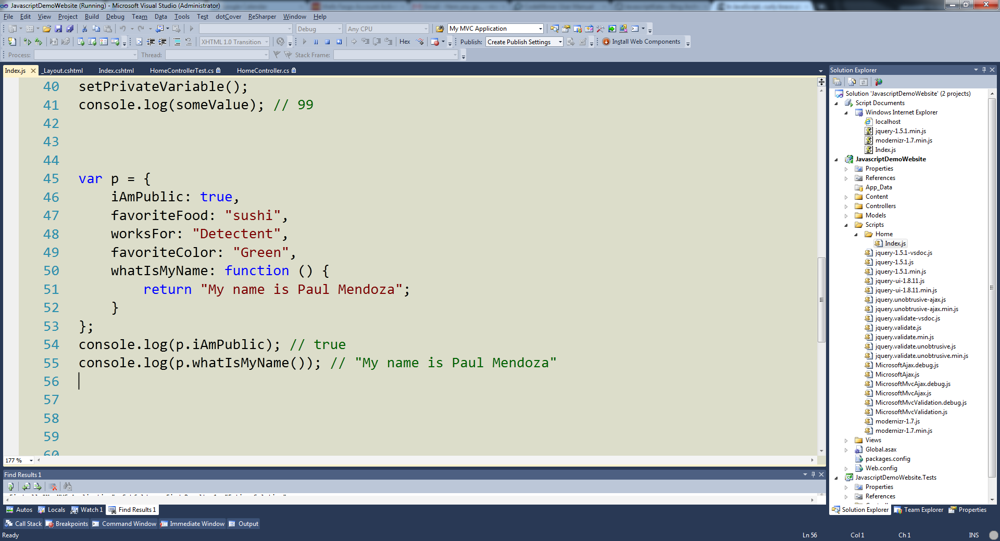 JavascriptDemoWebsite (Running) - Microsoft Visual Studio (Administrator)
File Edit View Project Build Debug Team Data Tools Test dotCover ReSharper Window Help
Debug Any CPU My MVC Application
XHTML 1.0 Transition Hex Publish: Create Publish Settings Install Web Components
Process: Thread: Stack Frame:
Index.js _Layout.cshtml Index.cshtml HomeControllerTest.cs HomeController.cs
40 setPrivateVariable();
41 console.log(someValue); // 99
42
43
44
45 var p = {
46 iAmPublic: true,
47 favoriteFood: "sushi",
48 worksFor: "Detectent",
49 favoriteColor: "Green",
50 whatIsMyName: function () {
51 return "My name is Paul Mendoza";
52 }
53 };
54 console.log(p.iAmPublic); // true
55 console.log(p.whatIsMyName()); // "My name is Paul Mendoza"
56
57
58
59
60
177 %
Solution Explorer
Solution 'JavascriptDemoWebsite' (2 projects)
Script Documents
Windows Internet Explorer
localhost
jquery-1.5.1.min.js
modernizr-1.7.min.js
Index.js
JavascriptDemoWebsite
Properties
References
App_Data
Content
Controllers
Models
Scripts
Home
Index.js
jquery-1.5.1-vsdoc.js
jquery-1.5.1.js
jquery-1.5.1.min.js
jquery-ui-1.8.11.js
jquery-ui-1.8.11.min.js
jquery.unobtrusive-ajax.js
jquery.unobtrusive-ajax.min.js
jquery.validate-vsdoc.js
jquery.validate.js
jquery.validate.min.js
jquery.validate.unobtrusive.js
jquery.validate.unobtrusive.min.js
MicrosoftAjax.debug.js
MicrosoftAjax.js
MicrosoftMvcAjax.debug.js
MicrosoftMvcAjax.js
MicrosoftMvcValidation.debug.js
MicrosoftMvcValidation.js
modernizr-1.7.js
modernizr-1.7.min.js
Views
Global.asax
packages.config
Web.config
JavascriptDemoWebsite.Tests
Properties
References
Solution Explorer Team Explorer Properties
Find Results 1
Autos Locals Watch 1 Find Results 1
Call Stack Breakpoints Command Window Immediate Window Output
Ready Ln 56 Col 1 Ch 1 INS